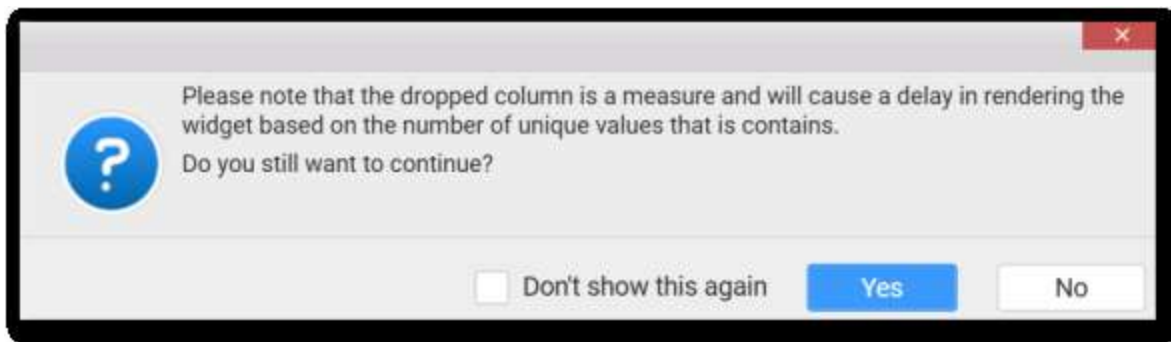 Please note that the dropped column is a measure and will cause a delay in rendering the
widget based on the number of unique values that is contains.
Do you still want to continue?
Don't show this again
Yes
No